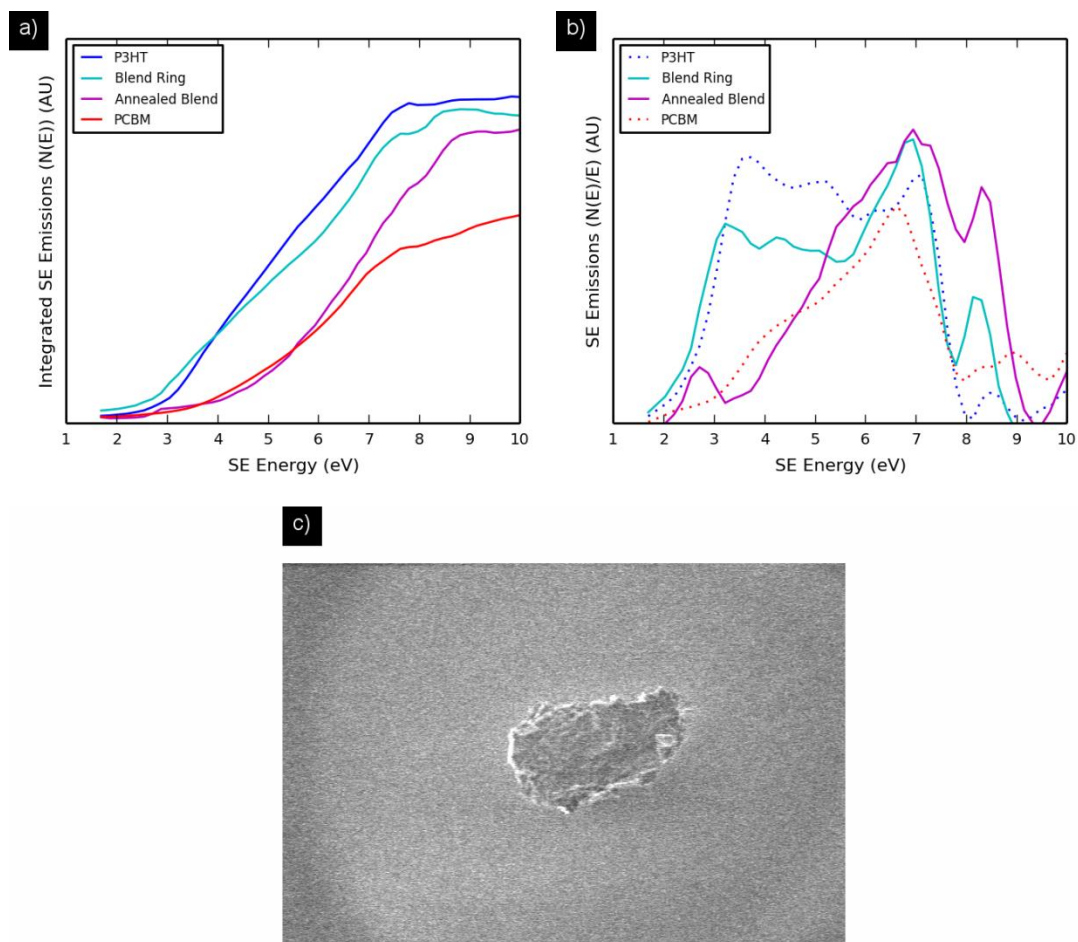 a)
Integrated SE Emissions (N(E)) (AU)
P3HT
Blend Ring
Annealed Blend
PCBM
1 2 3 4 5 6 7 8 9 10
SE Energy (eV)
b)
SE Emissions (N(E)/E) (AU)
P3HT
Blend Ring
Annealed Blend
PCBM
1 2 3 4 5 6 7 8 9 10
SE Energy (eV)
c)